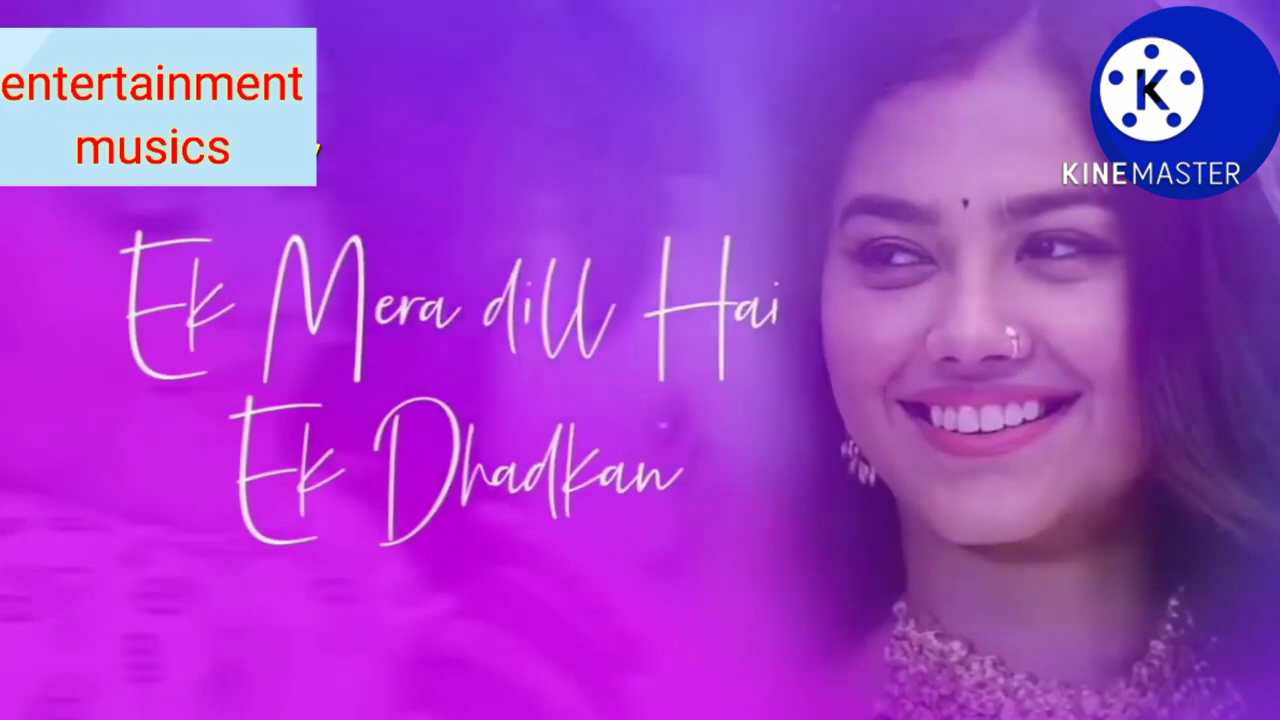 entertainment
musics
K
KINEMASTER
Ek Mera dill Hai
Ek Dhadkan